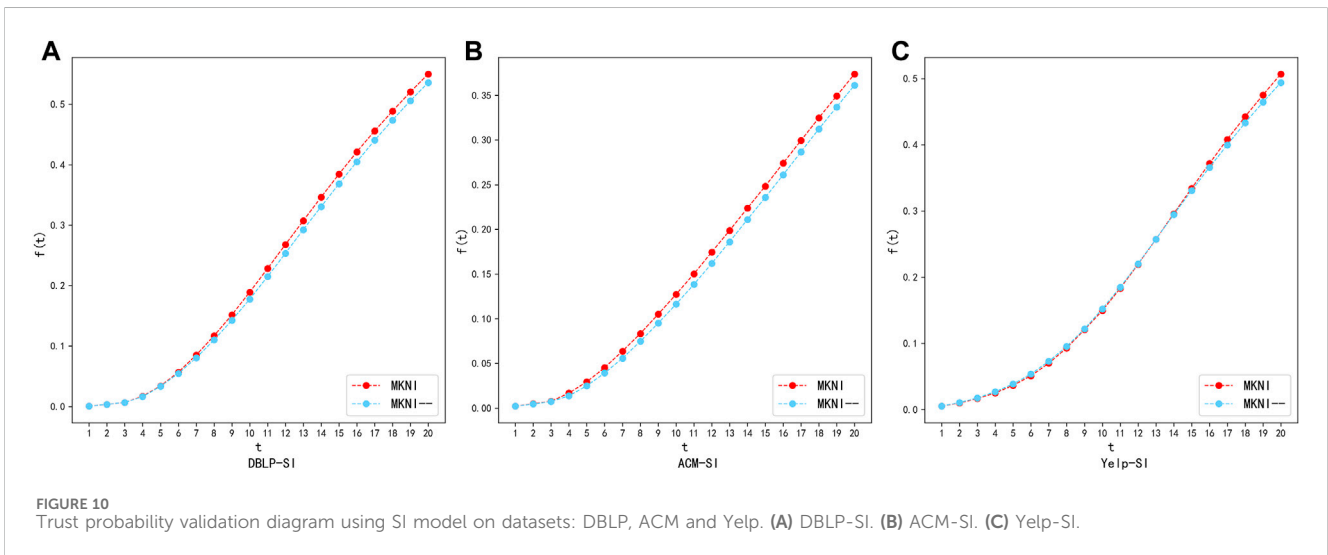 A
f(t)
0.5
0.4
0.3
0.2
0.1
0.0
1 2 3 4 5 6 7 8 9 10 11 12 13 14 15 16 17 18 19 20
t
DBLP-SI
MKNI
MKNI--
B
f(t)
0.35
0.30
0.25
0.20
0.15
0.10
0.05
0.00
1 2 3 4 5 6 7 8 9 10 11 12 13 14 15 16 17 18 19 20
t
ACM-SI
MKNI
MKNI--
C
f(t)
0.5
0.4
0.3
0.2
0.1
0.0
1 2 3 4 5 6 7 8 9 10 11 12 13 14 15 16 17 18 19 20
t
Yelp-SI
MKNI
MKNI--
FIGURE 10
Trust probability validation diagram using SI model on datasets: DBLP, ACM and Yelp. (A) DBLP-SI. (B) ACM-SI. (C) Yelp-SI.